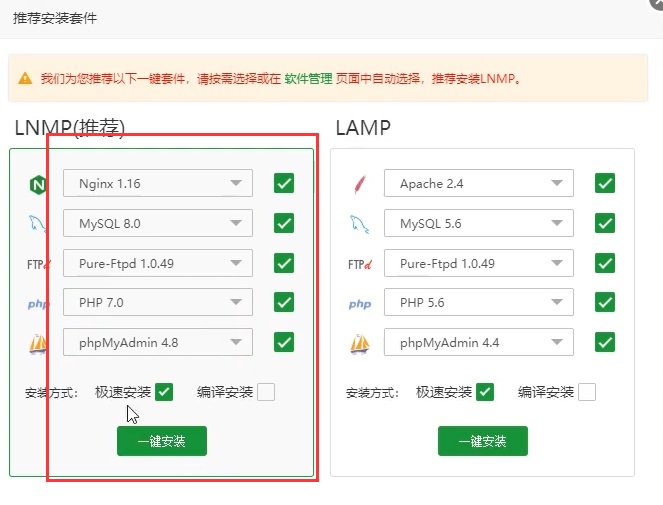 推荐安装套件
我们为您推荐以下一键套件，请按需选择或在 软件管理 页面中自动选择，推荐安装LNMP。
LNMP(推荐)
Nginx 1.16
MySQL 8.0
FTPd Pure-Ftpd 1.0.49
php PHP 7.0
phpMyAdmin 4.8
安装方式： 极速安装 编译安装
一键安装
LAMP
Apache 2.4
MySQL 5.6
FTPd Pure-Ftpd 1.0.49
php PHP 5.6
phpMyAdmin 4.4
安装方式： 极速安装 编译安装
一键安装